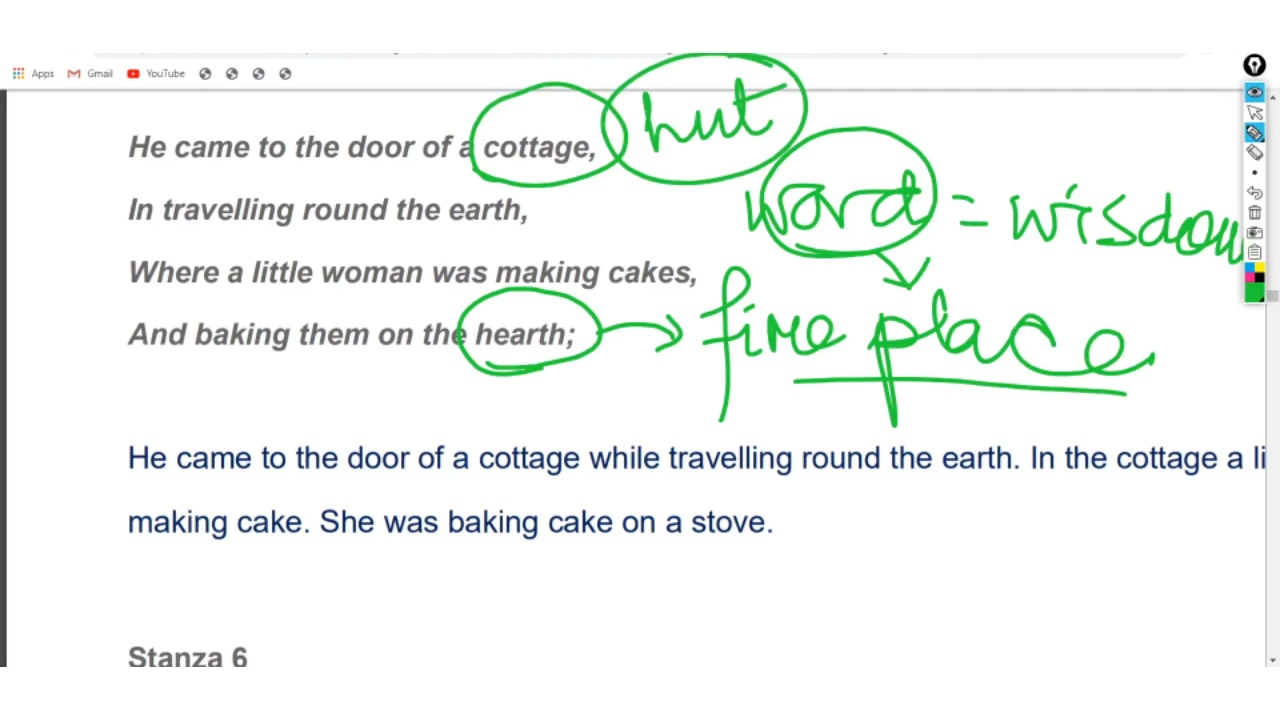 Apps Gmail YouTube
He came to the door of a cottage, hut
In travelling round the earth, word = wisdom
Where a little woman was making cakes,
And baking them on the hearth; fire place
He came to the door of a cottage while travelling round the earth. In the cottage a li
making cake. She was baking cake on a stove.
Stanza 6